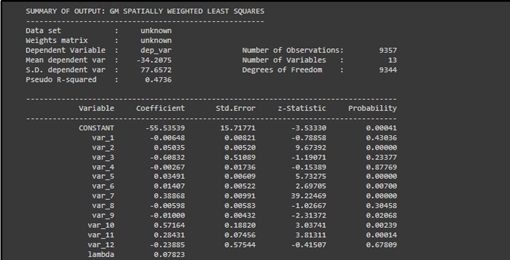 SUMMARY OF OUTPUT: GM SPATIALLY WEIGHTED LEAST SQUARES
--------------------------------------------------
Data set            :     unknown
Weights matrix      :     unknown
Dependent Variable  :     dep_var                Number of Observations:        9357
Mean dependent var  :    -34.2075                Number of Variables   :          13
S.D. dependent var  :     77.6572                Degrees of Freedom    :        9344
Pseudo R-squared    :      0.4736
------------------------------------------------------------------------------------
Variable     Coefficient       Std.Error     z-Statistic     Probability
------------------------------------------------------------------------------------
CONSTANT       -55.53539        15.71771        -3.53330         0.00041
var_1        -0.00648         0.00821        -0.78858         0.43036
var_2         0.05035         0.00520         9.67392         0.00000
var_3        -0.60832         0.51089        -1.19071         0.23377
var_4        -0.00267         0.01736        -0.15389         0.87769
var_5         0.03491         0.00609         5.73275         0.00000
var_6         0.01407         0.00522         2.69705         0.00700
var_7         0.38868         0.00991        39.22469         0.00000
var_8        -0.00598         0.00583        -1.02667         0.30458
var_9        -0.01000         0.00432        -2.31372         0.02068
var_10         0.57164         0.18820         3.03741         0.00239
var_11         0.28431         0.07456         3.81311         0.00014
var_12        -0.23885         0.57544        -0.41507         0.67809
lambda         0.07823